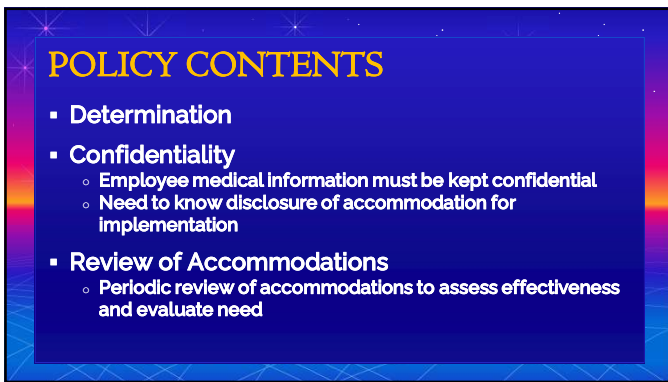 POLICY CONTENTS
▪ Determination
▪ Confidentiality
○ Employee medical information must be kept confidential
○ Need to know disclosure of accommodation for
implementation
▪ Review of Accommodations
○ Periodic review of accommodations to assess effectiveness
and evaluate need